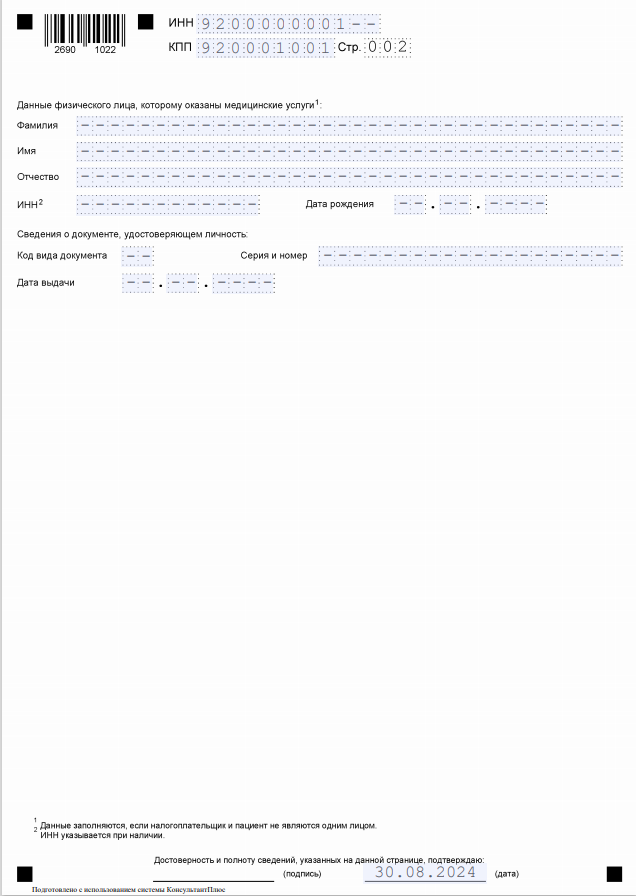 ИНН 9200000001--
2690 1022
КПП 920001001 Стр. 002
Данные физического лица, которому оказаны медицинские услуги1:
Фамилия ------------------------------------
Имя ------------------------------------
Отчество ------------------------------------
ИНН2 ------------ Дата рождения --.--.----
Сведения о документе, удостоверяющем личность:
Код вида документа -- Серия и номер --------------------
Дата выдачи --.--.----
1 Данные заполняются, если налогоплательщик и пациент не являются одним лицом.
2 ИНН указывается при наличии.
Достоверность и полноту сведений, указанных на данной странице, подтверждаю:
(подпись) 30.08.2024 (дата)
Подготовлено с использованием системы КонсультантПлюс